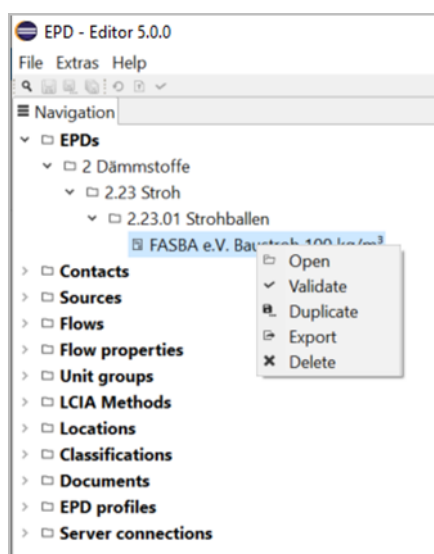 EPD - Editor 5.0.0
File Extras Help
Navigation
EPDs
2 Dämmstoffe
2.23 Stroh
2.23.01 Strohballen
FASBA e.V. Baustroh 100 kg/m³
Open
Validate
Duplicate
Export
Delete
Contacts
Sources
Flows
Flow properties
Unit groups
LCIA Methods
Locations
Classifications
Documents
EPD profiles
Server connections